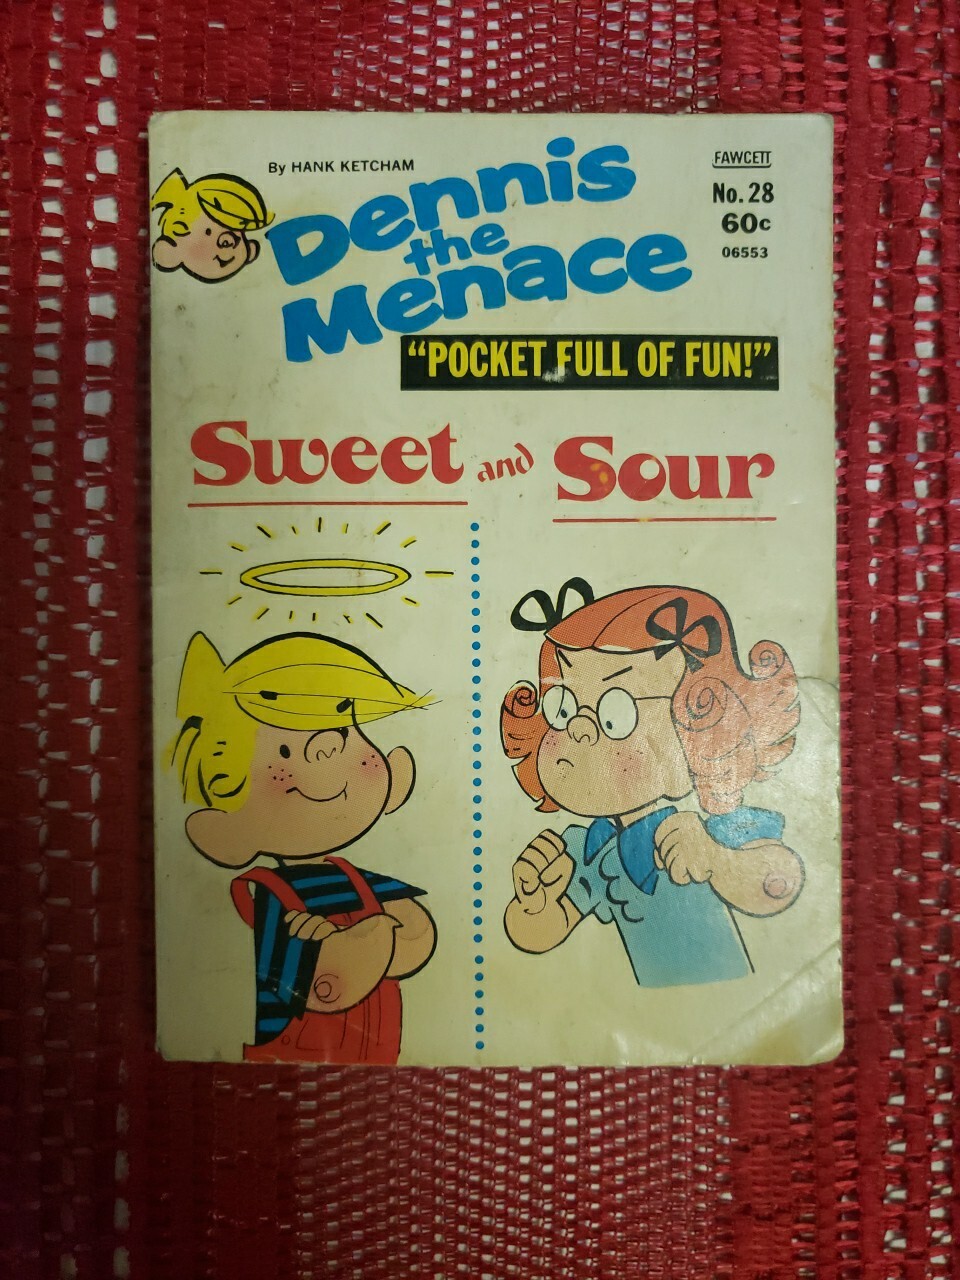 By HANK KETCHAM
FAWCETT
No. 28
60c
06553
Dennis
the
Menace
“POCKET FULL OF FUN!”
Sweet and Sour